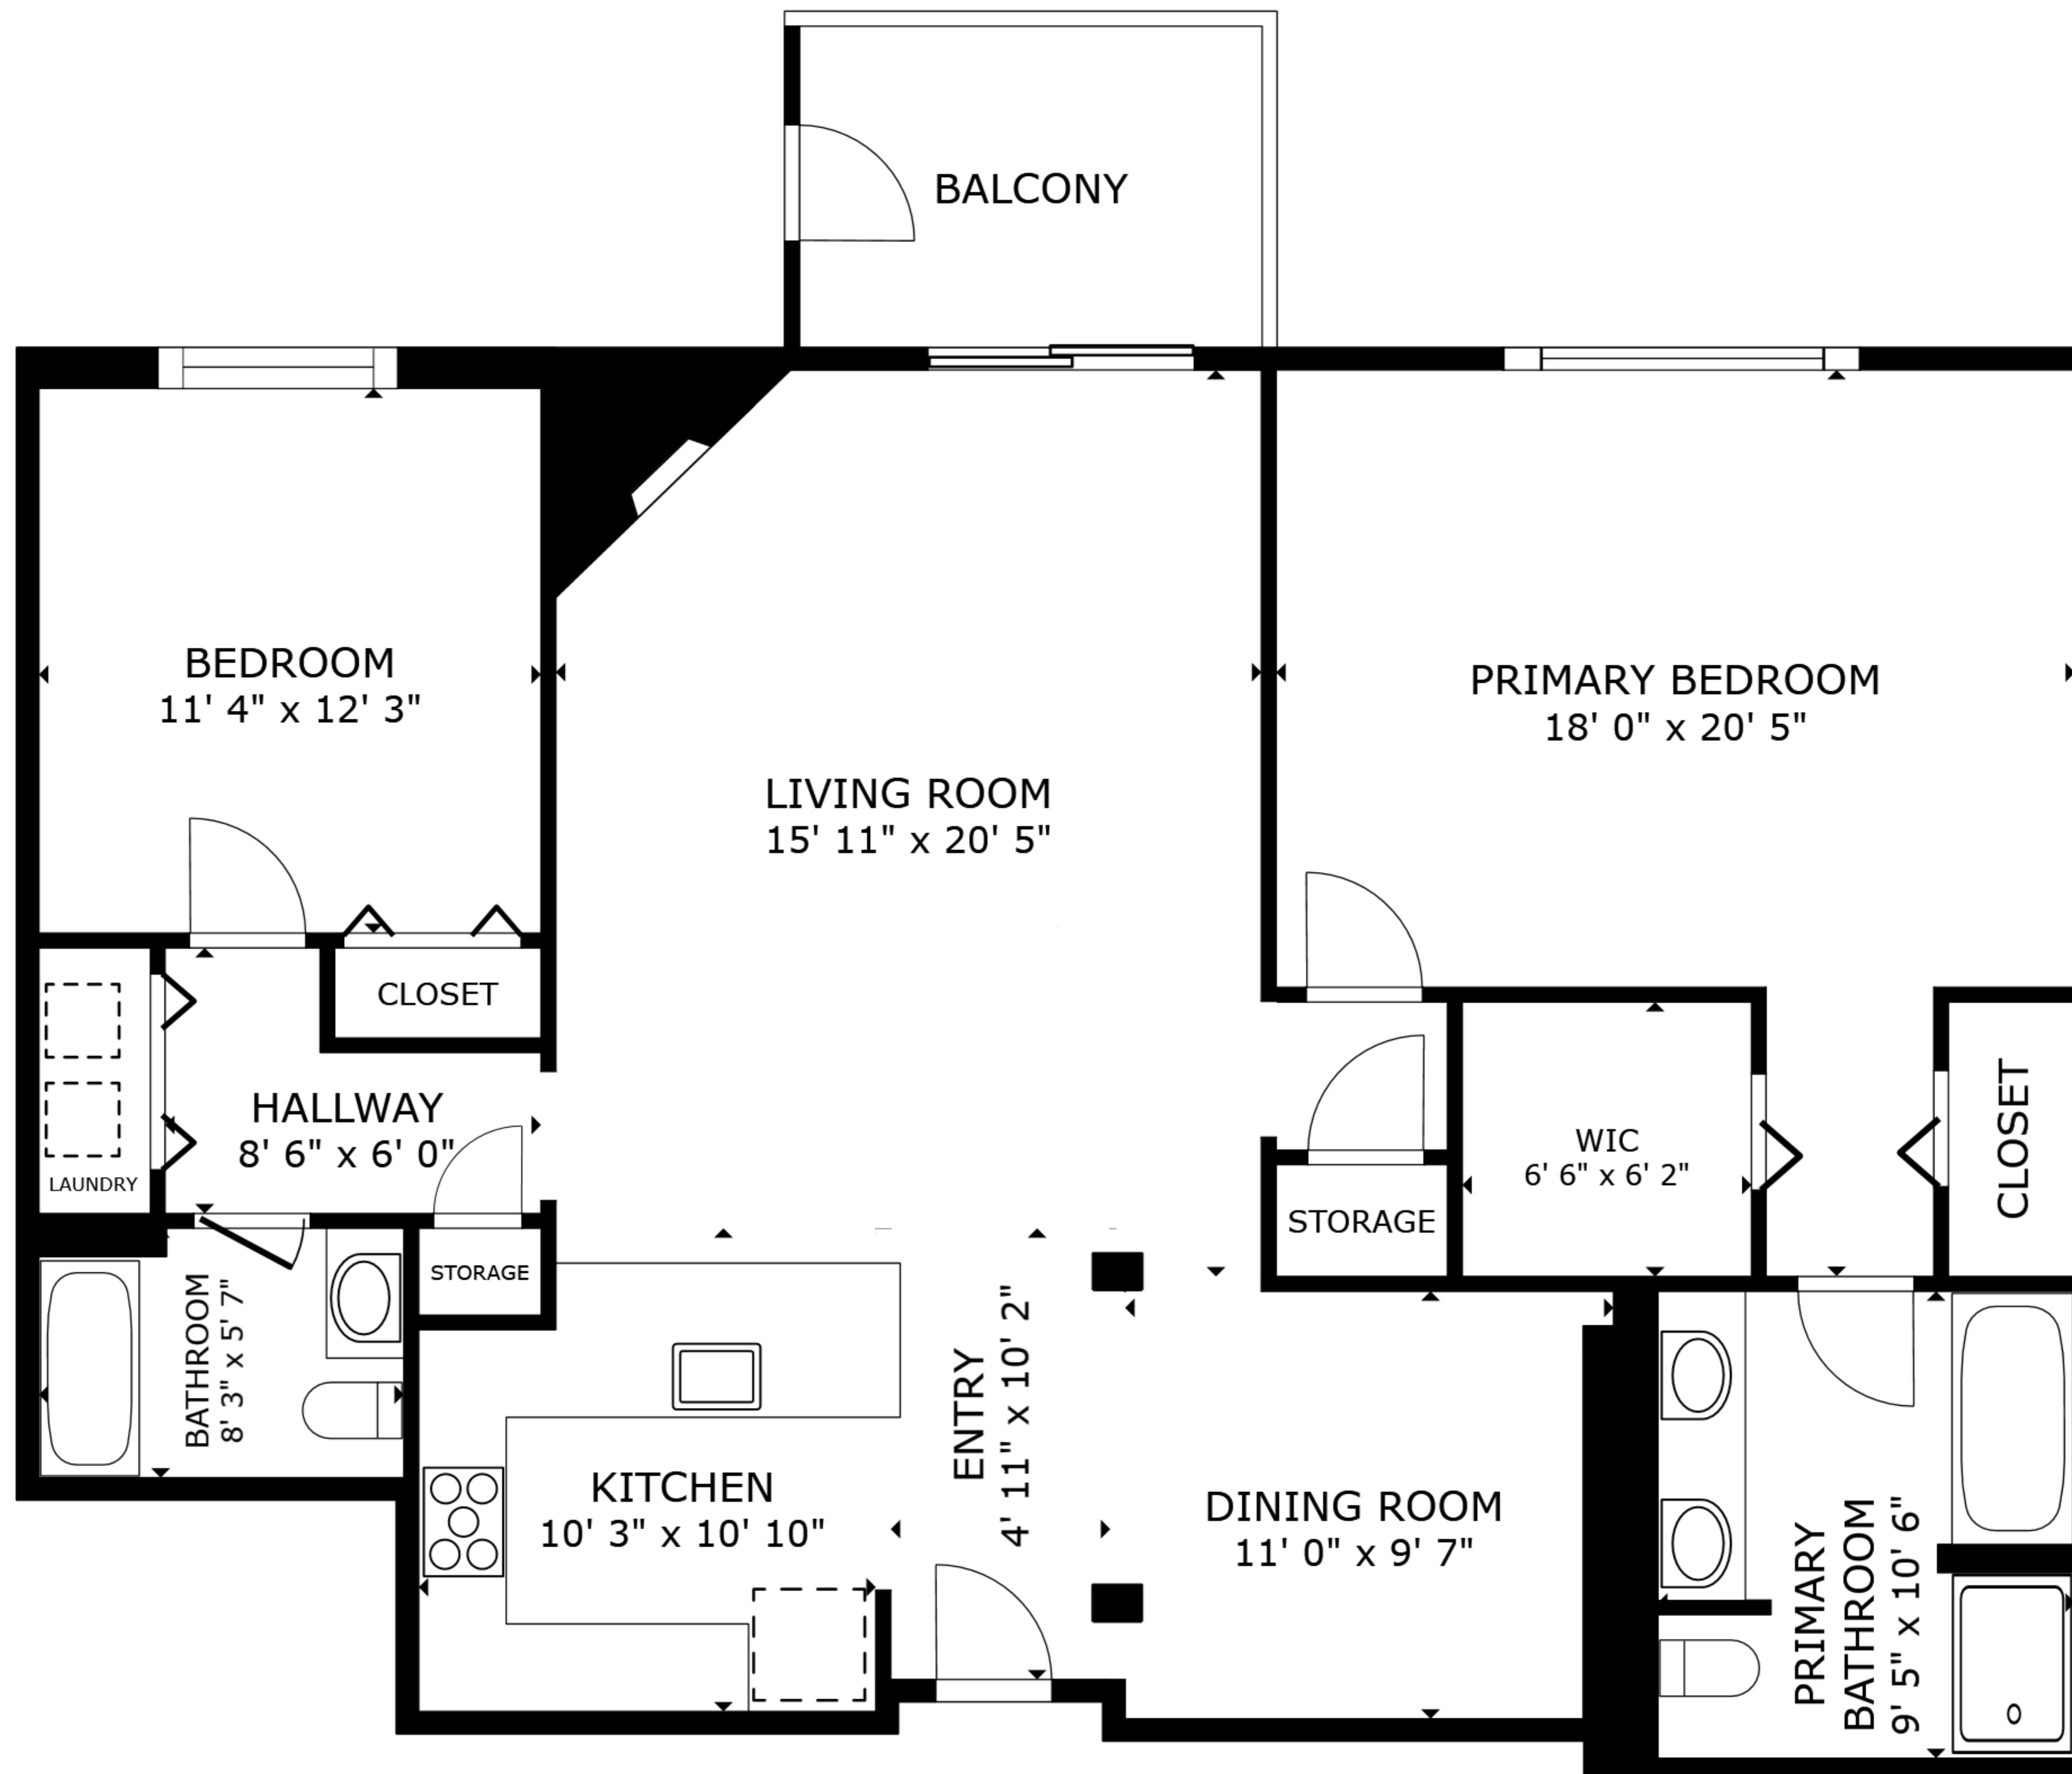 BALCONY
BEDROOM
11' 4" x 12' 3"
PRIMARY BEDROOM
18' 0" x 20' 5"
LIVING ROOM
15' 11" x 20' 5"
CLOSET
HALLWAY
8' 6" x 6' 0"
LAUNDRY
WIC
6' 6" x 6' 2"
CLOSET
STORAGE
STORAGE
BATHROOM
8' 3" x 5' 7"
ENTRY
4' 11" x 10' 2"
KITCHEN
10' 3" x 10' 10"
DINING ROOM
11' 0" x 9' 7"
PRIMARY
BATHROOM
9' 5" x 10' 6"